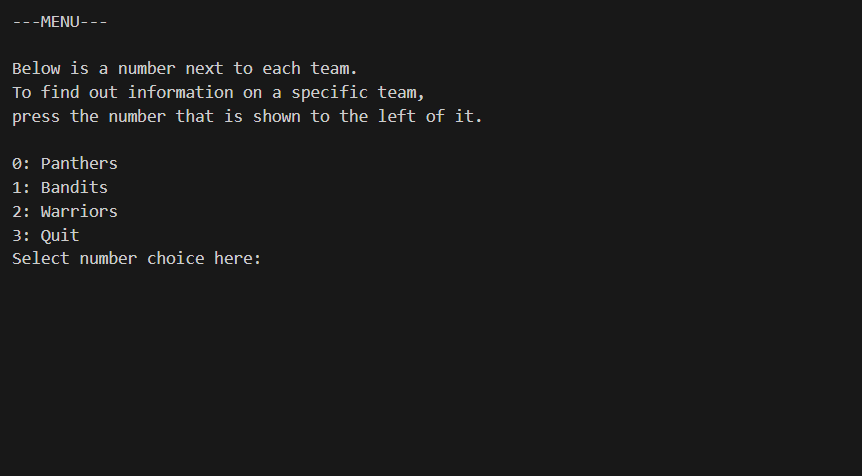 ---MENU---
Below is a number next to each team.
To find out information on a specific team,
press the number that is shown to the left of it.
0: Panthers
1: Bandits
2: Warriors
3: Quit
Select number choice here: